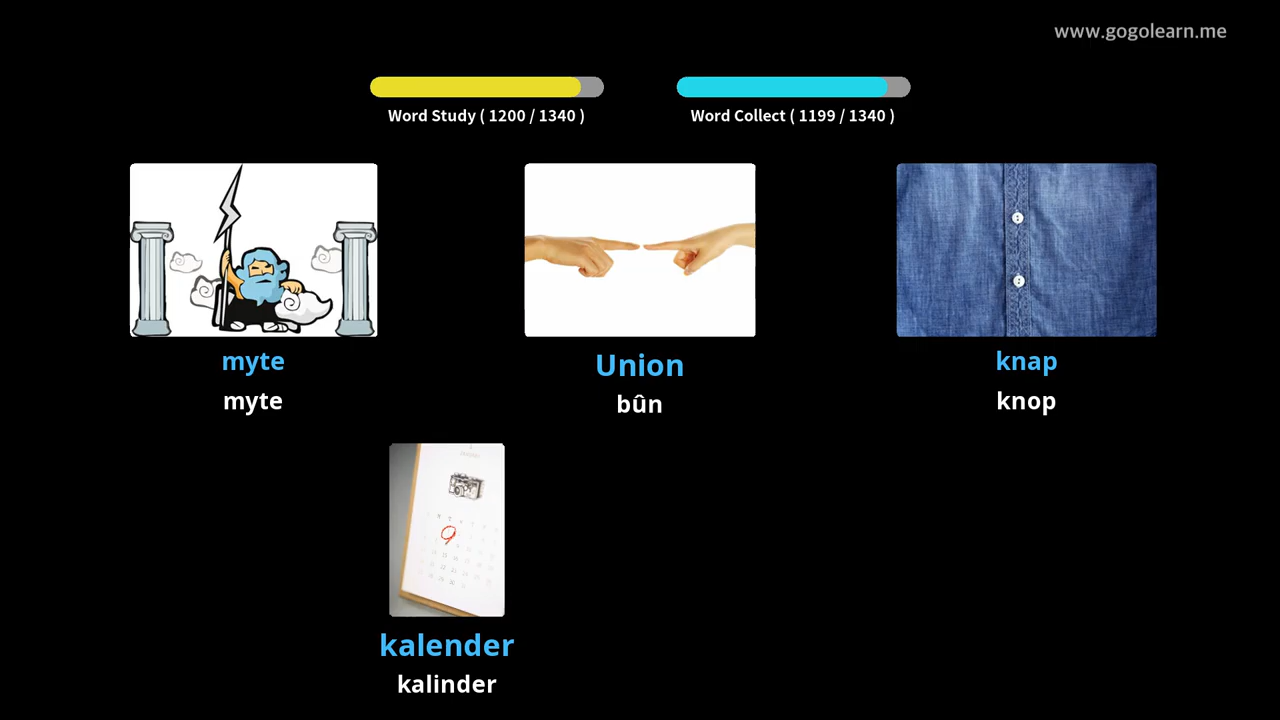 www.gogolearn.me
Word Study ( 1200 / 1340 )
Word Collect ( 1199 / 1340 )
myte
myte
Union
bûn
knap
knop
kalender
kalinder